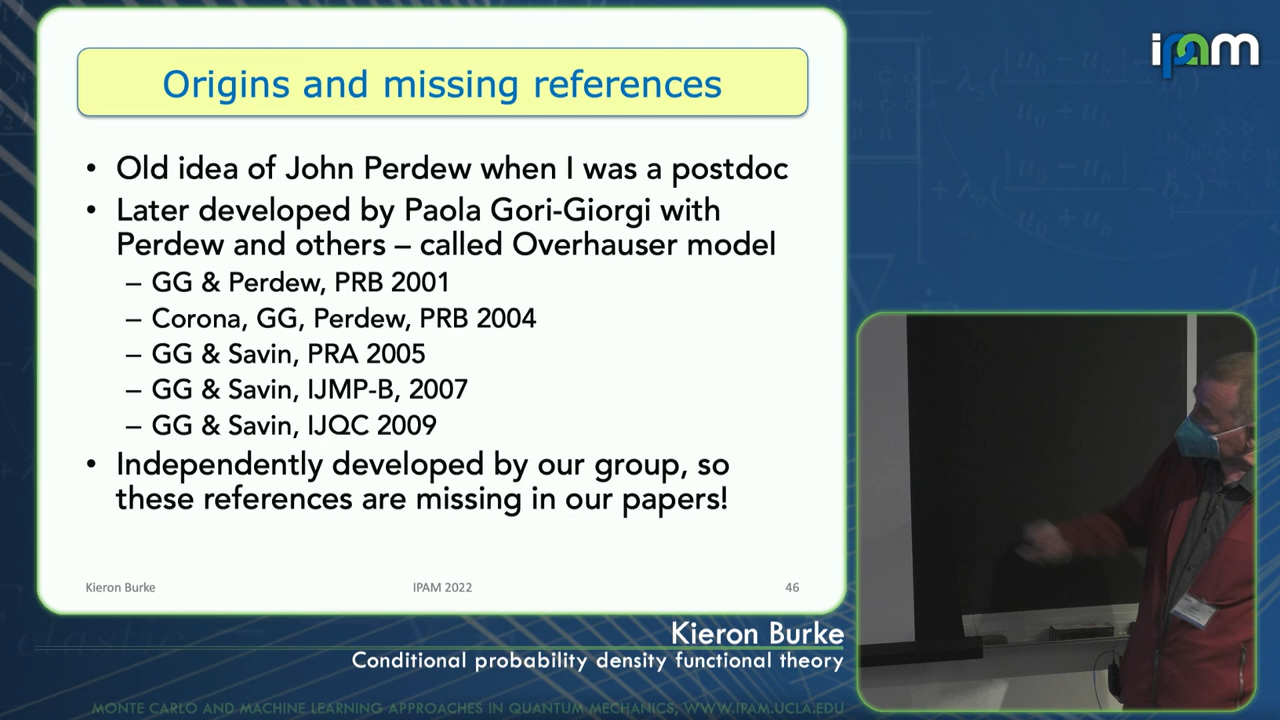 Origins and missing references
• Old idea of John Perdew when I was a postdoc
• Later developed by Paola Gori-Giorgi with
Perdew and others – called Overhauser model
– GG & Perdew, PRB 2001
– Corona, GG, Perdew, PRB 2004
– GG & Savin, PRA 2005
– GG & Savin, IJMP-B, 2007
– GG & Savin, IJQC 2009
• Independently developed by our group, so
these references are missing in our papers!
Kieron Burke
IPAM 2022
46
ipam
Kieron Burke
Conditional probability density functional theory
MONTE CARLO AND MACHINE LEARNING APPROACHES IN QUANTUM MECHANICS, WWW.IPAM.UCLA.EDU